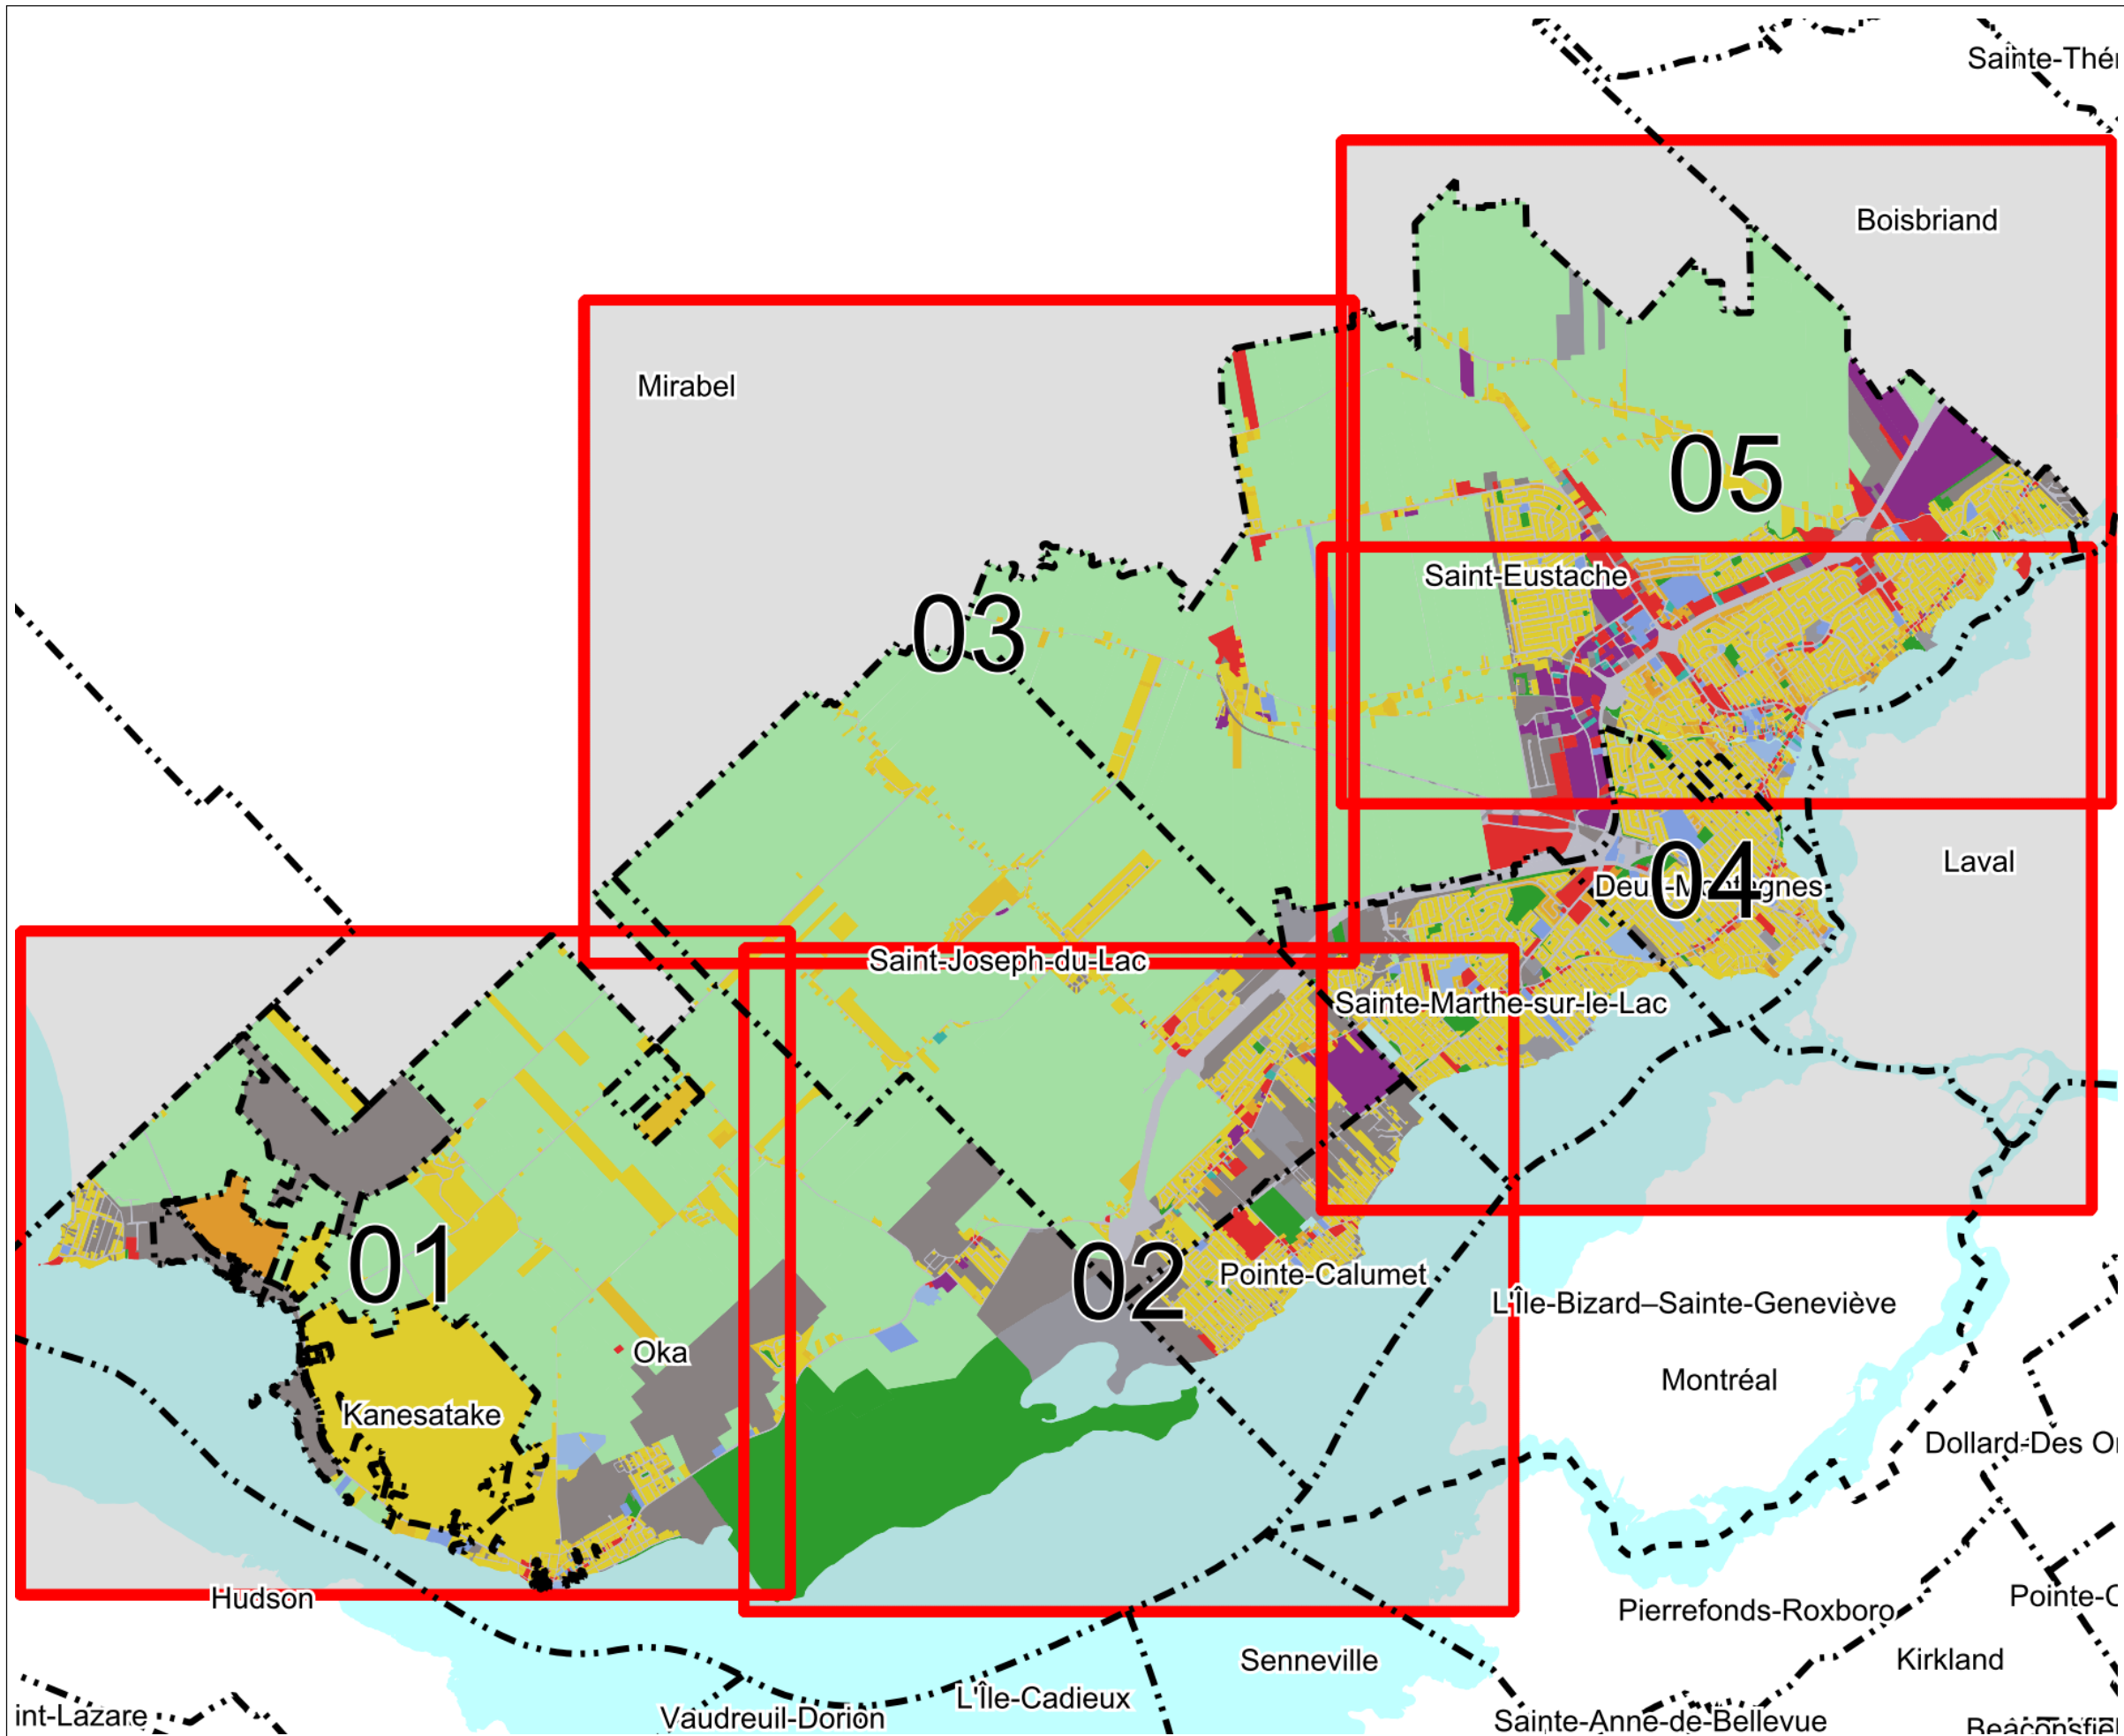 Sainte-Thér
Boisbriand
Mirabel
05
Saint-Eustache
03
Laval
04
Saint-Joseph-du-Lac
Sainte-Marthe-sur-le-Lac
01
02
Pointe-Calumet
L'Île-Bizard–Sainte-Geneviève
Oka
Montréal
Kanesatake
Dollard-Des O
Hudson
Pointe-C
Pierrefonds-Roxboro
Senneville
Kirkland
L'Île-Cadieux
int-Lazare
Vaudreuil-Dorion
Sainte-Anne-de-Bellevue
Beaconsfie